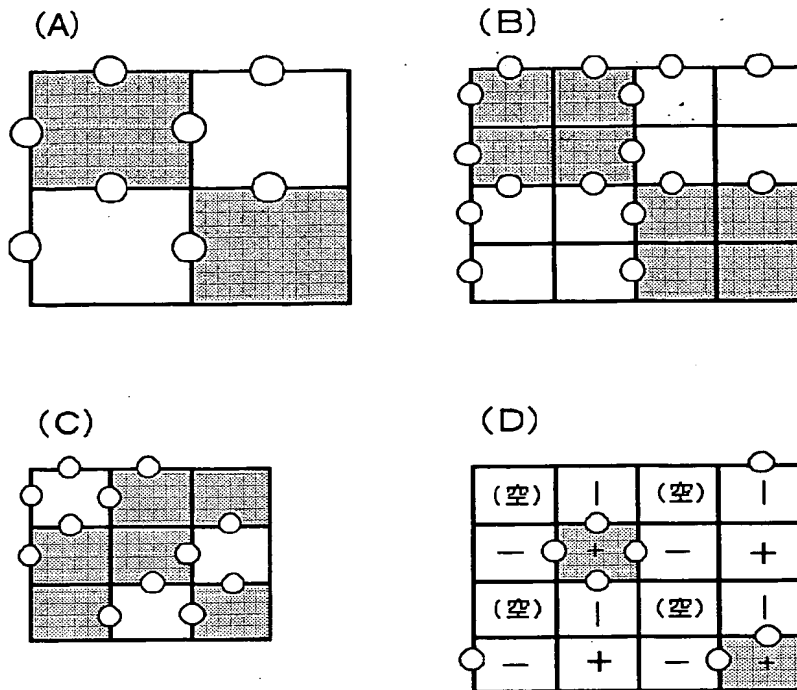 (A)
(B)
(C)
(D)
(空) | (空) |
— + — +
(空) | (空) |
— + — +